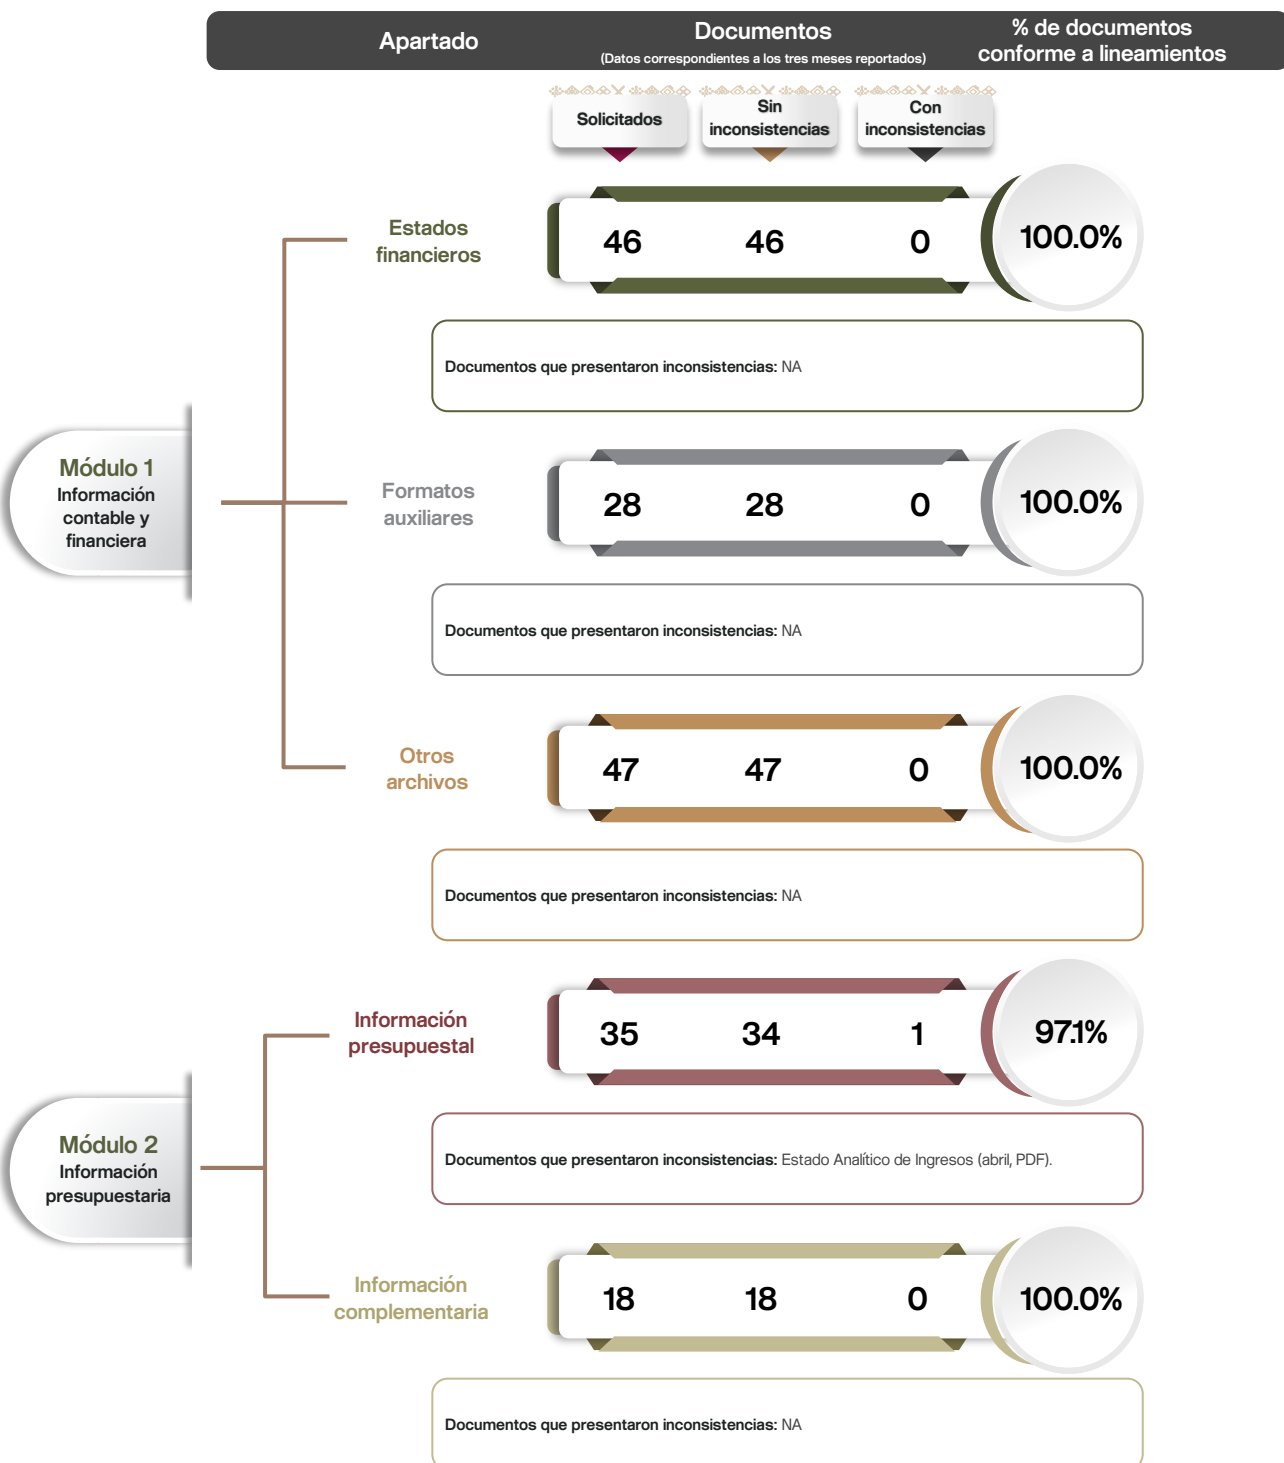 Apartado
Documentos
(Datos correspondientes a los tres meses reportados)
% de documentos
conforme a lineamientos
Solicitados
Sin
inconsistencias
Con
inconsistencias
Módulo 1
Información
contable y
financiera
Estados
financieros
46 46 0 100.0%
Documentos que presentaron inconsistencias: NA
Formatos
auxiliares
28 28 0 100.0%
Documentos que presentaron inconsistencias: NA
Otros
archivos
47 47 0 100.0%
Documentos que presentaron inconsistencias: NA
Módulo 2
Información
presupuestaria
Información
presupuestal
35 34 1 97.1%
Documentos que presentaron inconsistencias: Estado Analítico de Ingresos (abril, PDF).
Información
complementaria
18 18 0 100.0%
Documentos que presentaron inconsistencias: NA